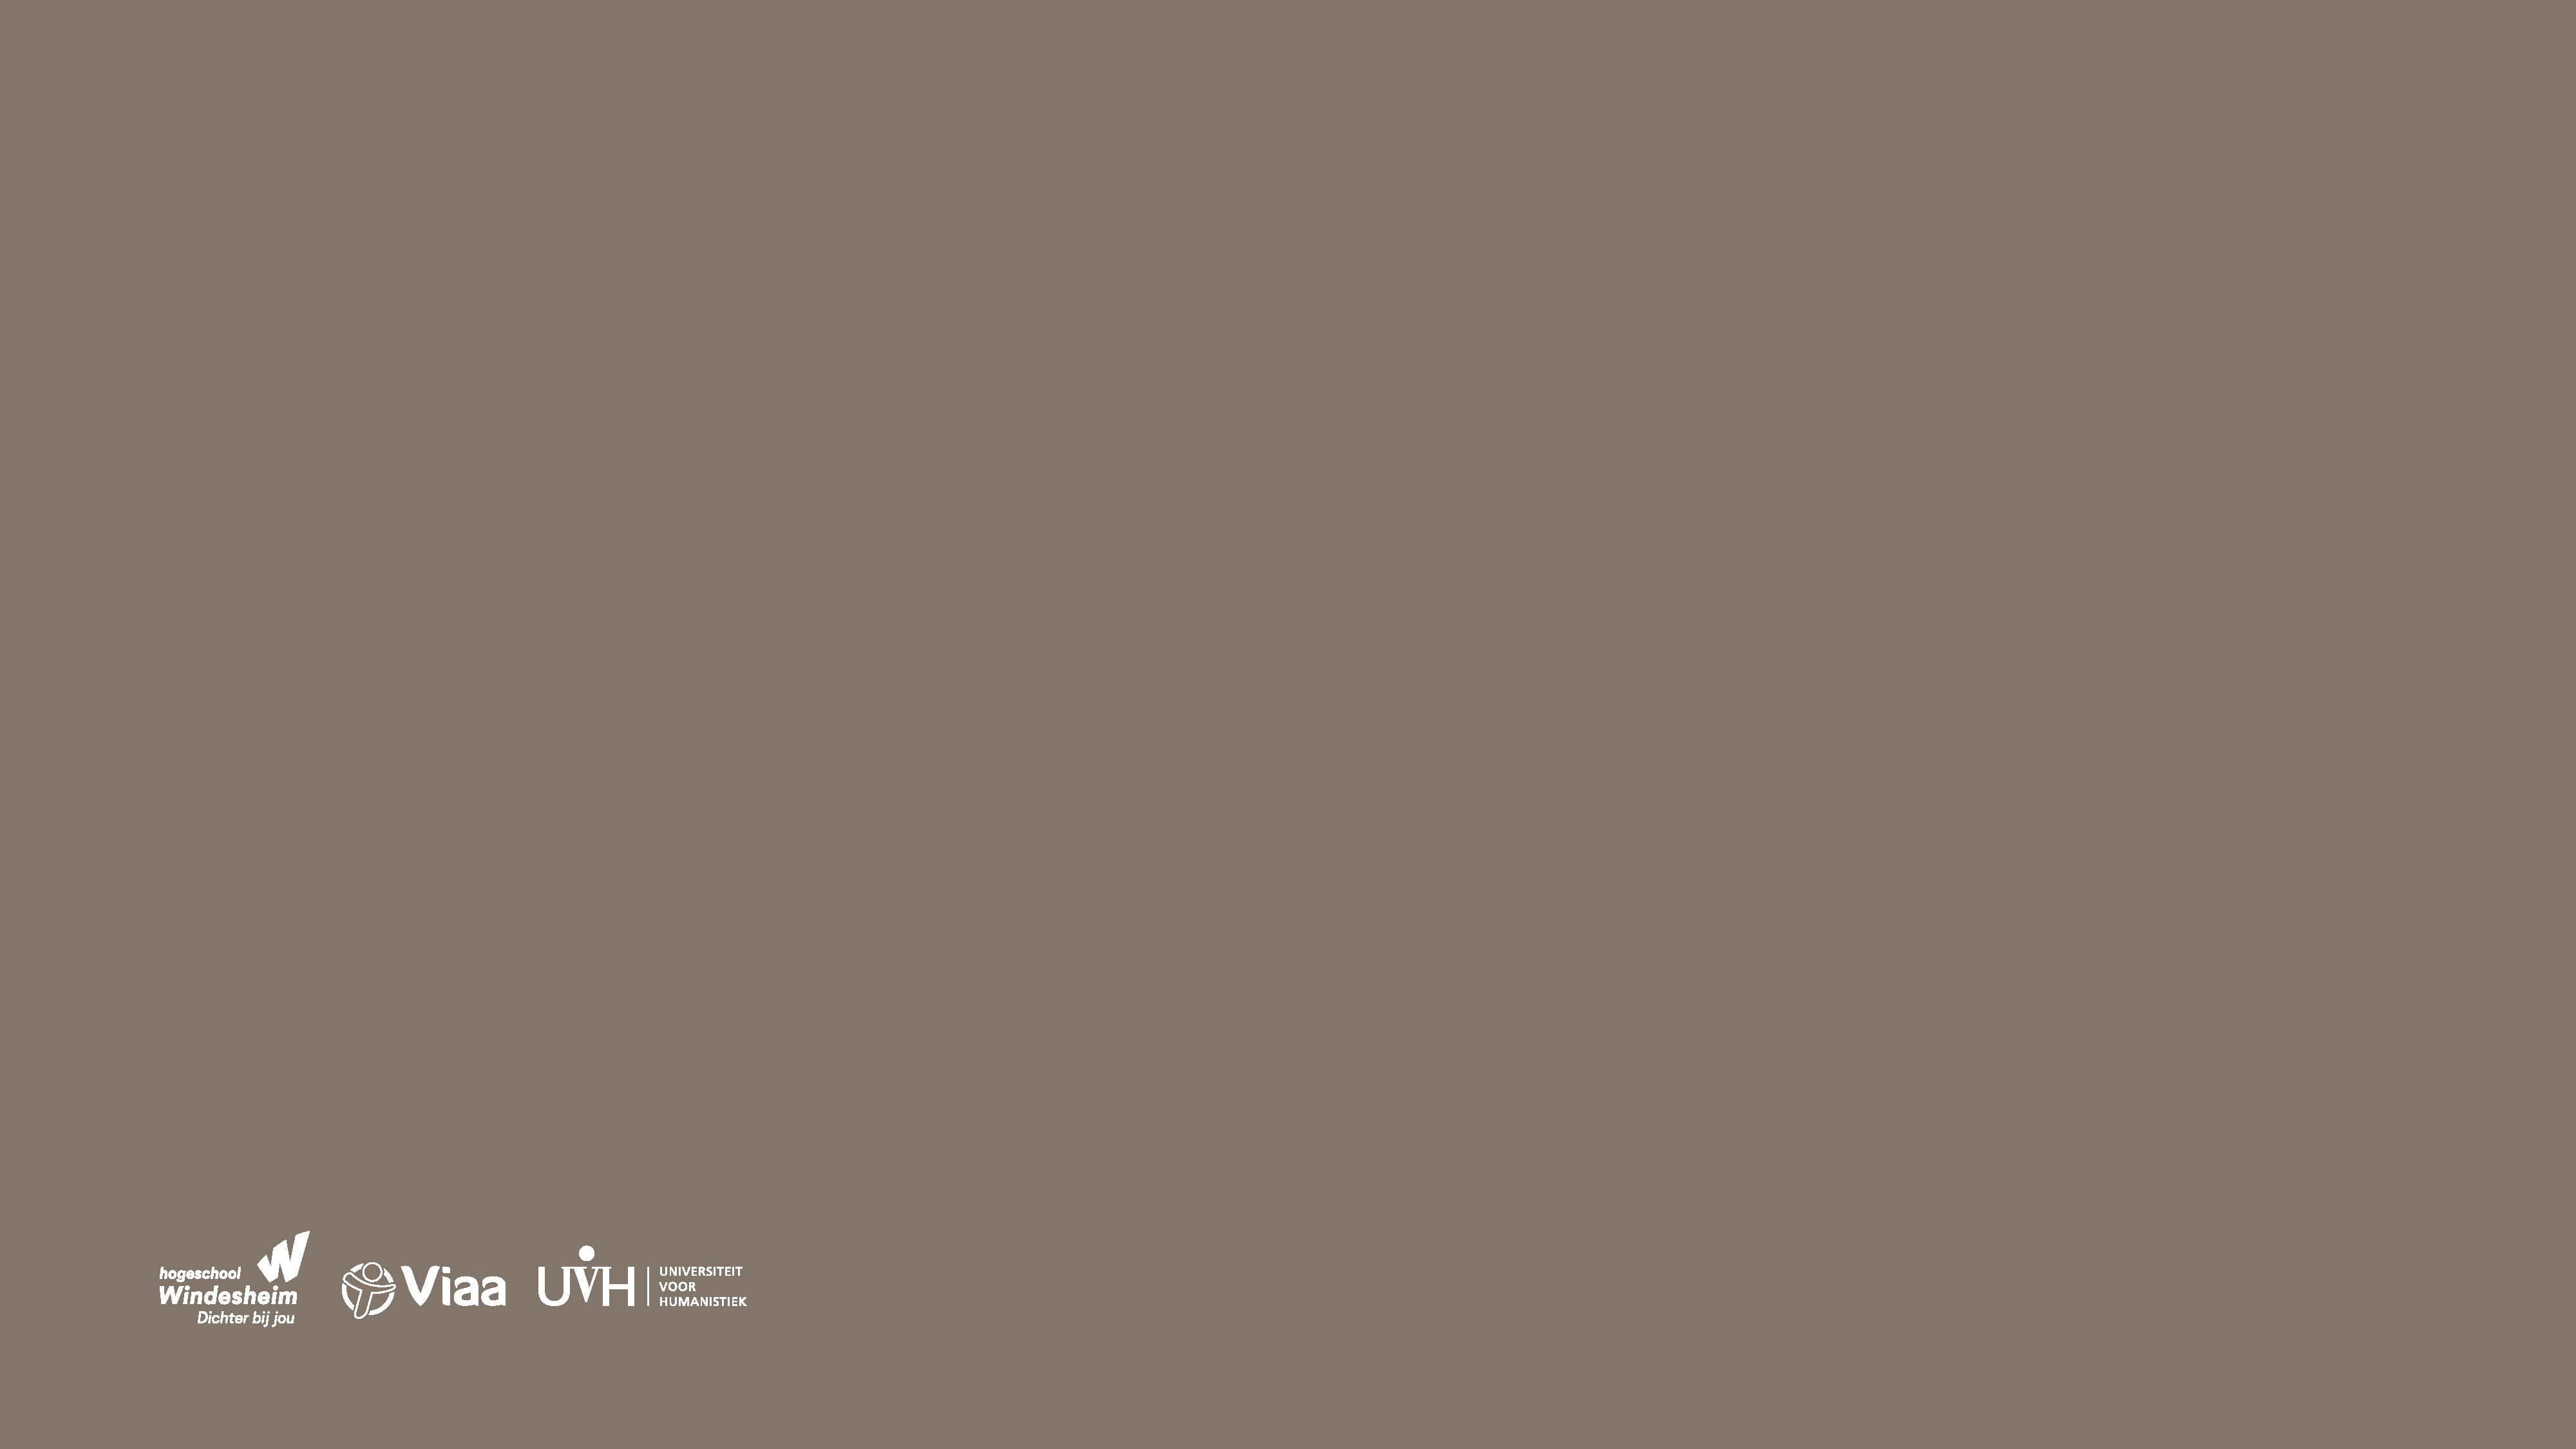 hogeschool
Windesheim
Dichter bij jou
Viaa
UVH
UNIVERSITEIT
VOOR
HUMANISTIEK